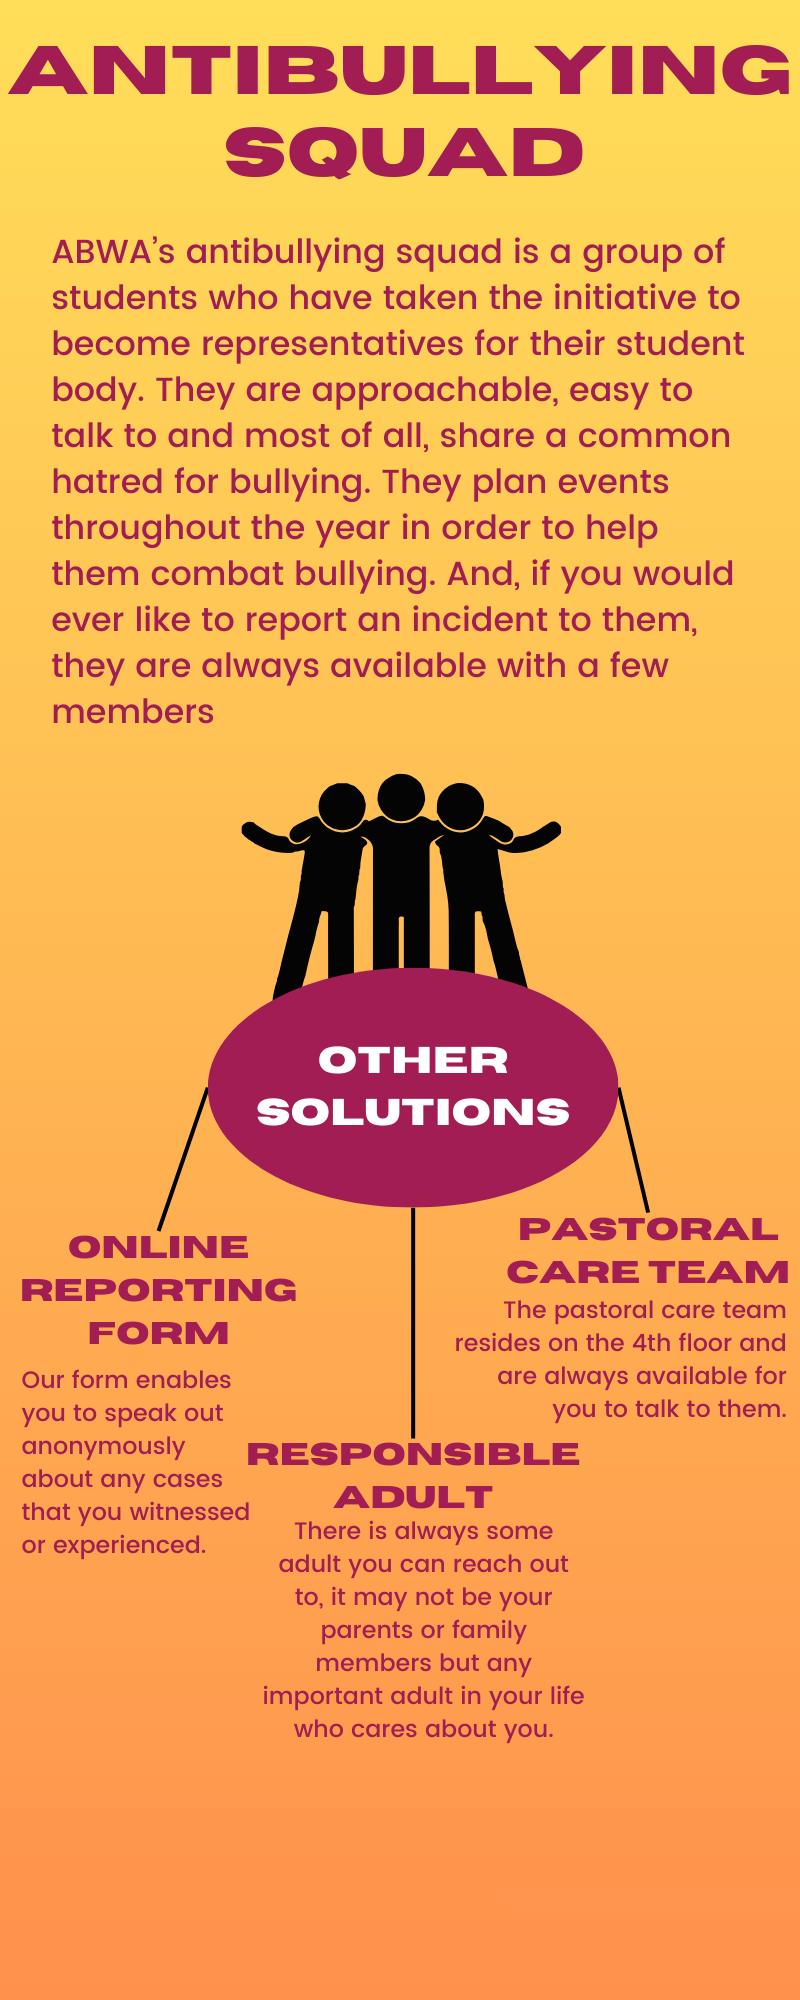 ANTIBULLYING
SQUAD
ABWA’s antibullying squad is a group of
students who have taken the initiative to
become representatives for their student
body. They are approachable, easy to
talk to and most of all, share a common
hatred for bullying. They plan events
throughout the year in order to help
them combat bullying. And, if you would
ever like to report an incident to them,
they are always available with a few
members
OTHER
SOLUTIONS
ONLINE
REPORTING
FORM
Our form enables
you to speak out
anonymously
about any cases
that you witnessed
or experienced.
RESPONSIBLE
ADULT
There is always some
adult you can reach out
to, it may not be your
parents or family
members but any
important adult in your life
who cares about you.
PASTORAL
CARE TEAM
The pastoral care team
resides on the 4th floor and
are always available for
you to talk to them.